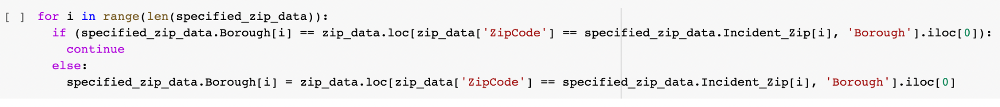 [ ] for i in range(len(specified_zip_data)):
if (specified_zip_data.Borough[i] == zip_data.loc[zip_data['ZipCode'] == specified_zip_data.Incident_Zip[i], 'Borough'].iloc[0]):
continue
else:
specified_zip_data.Borough[i] = zip_data.loc[zip_data['ZipCode'] == specified_zip_data.Incident_Zip[i], 'Borough'].iloc[0]